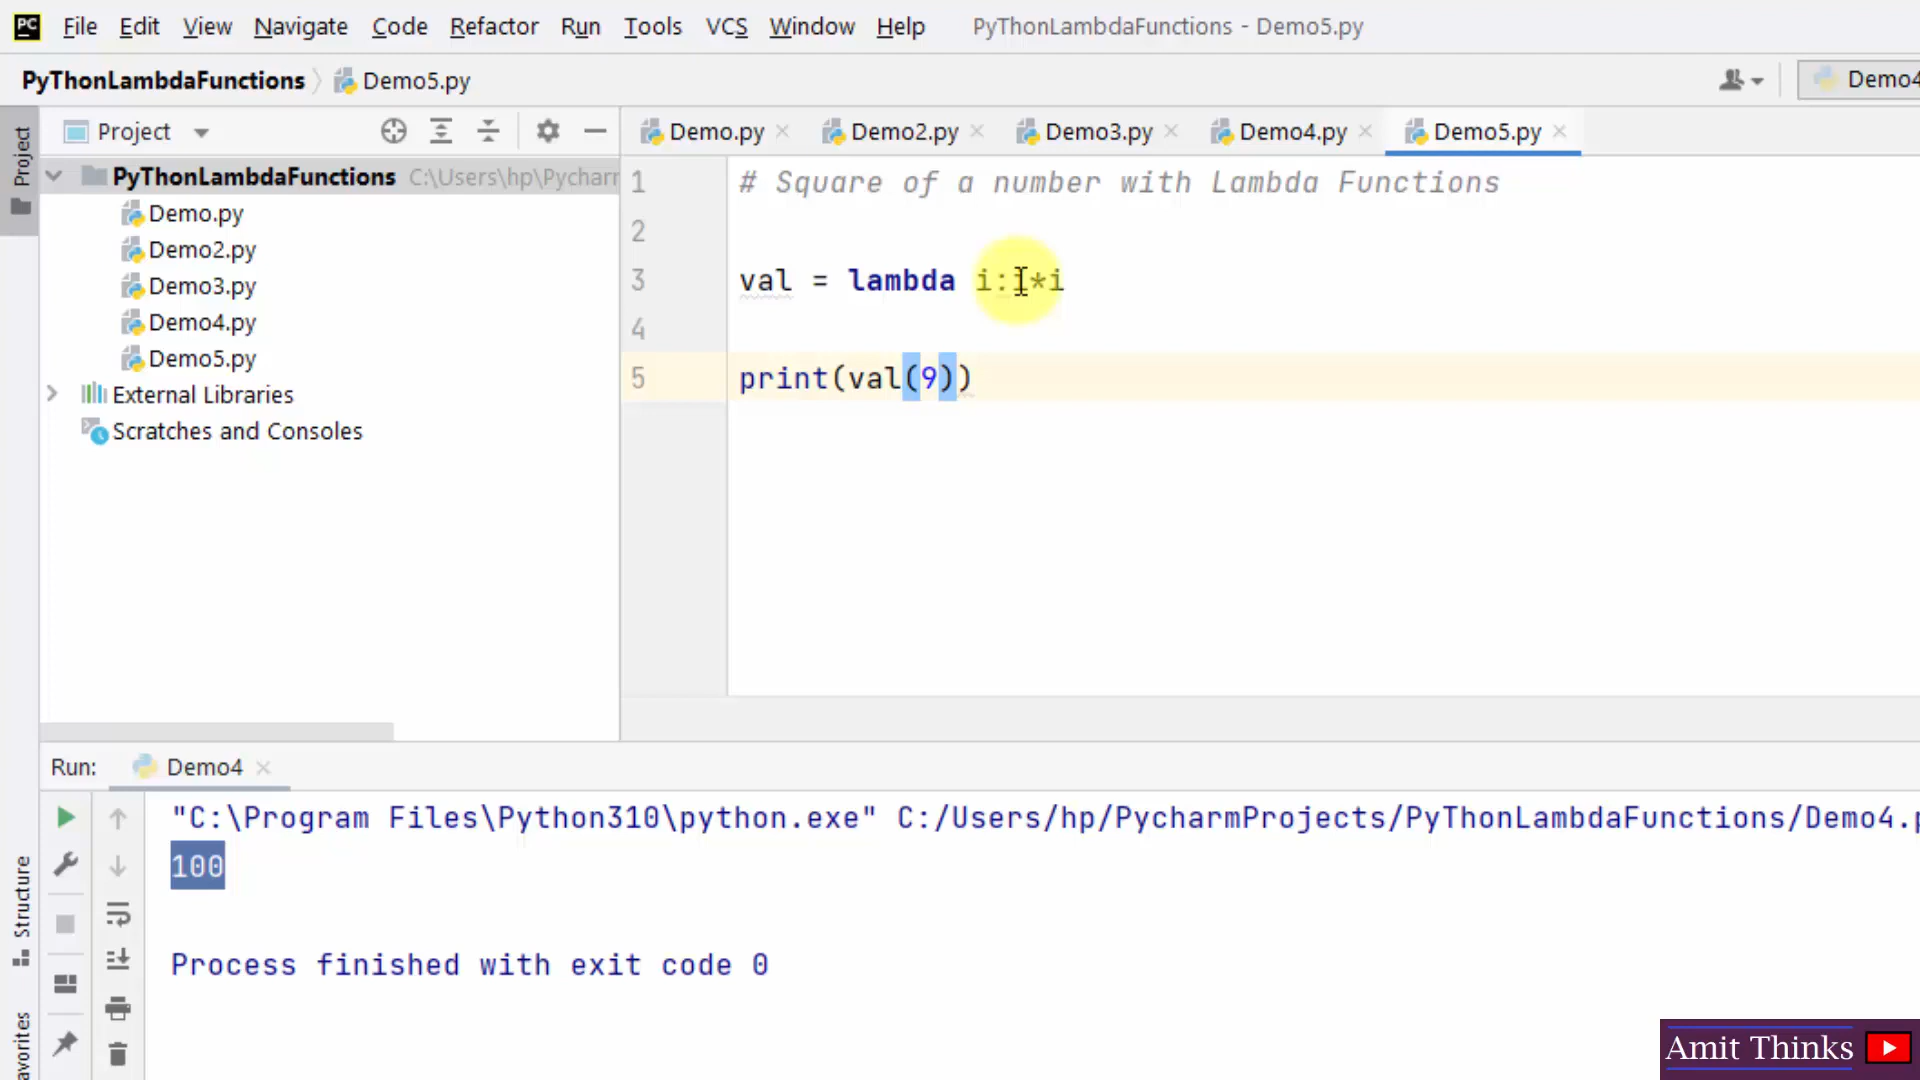 PC File Edit View Navigate Code Refactor Run Tools VCS Window Help PyThonLambdaFunctions - Demo5.py
PyThonLambdaFunctions Demo5.py Demo4
Project
Project
Demo.py Demo2.py Demo3.py Demo4.py Demo5.py
PyThonLambdaFunctions C:\Users\hp\Pycharm
Demo.py
Demo2.py
Demo3.py
Demo4.py
Demo5.py
External Libraries
Scratches and Consoles
1 # Square of a number with Lambda Functions
2
3 val = lambda i:i*i
4
5 print(val(9))
Run: Demo4
"C:\Program Files\Python310\python.exe" C:/Users/hp/PycharmProjects/PyThonLambdaFunctions/Demo4.p
100
Process finished with exit code 0
Structure
avorites
Amit Thinks